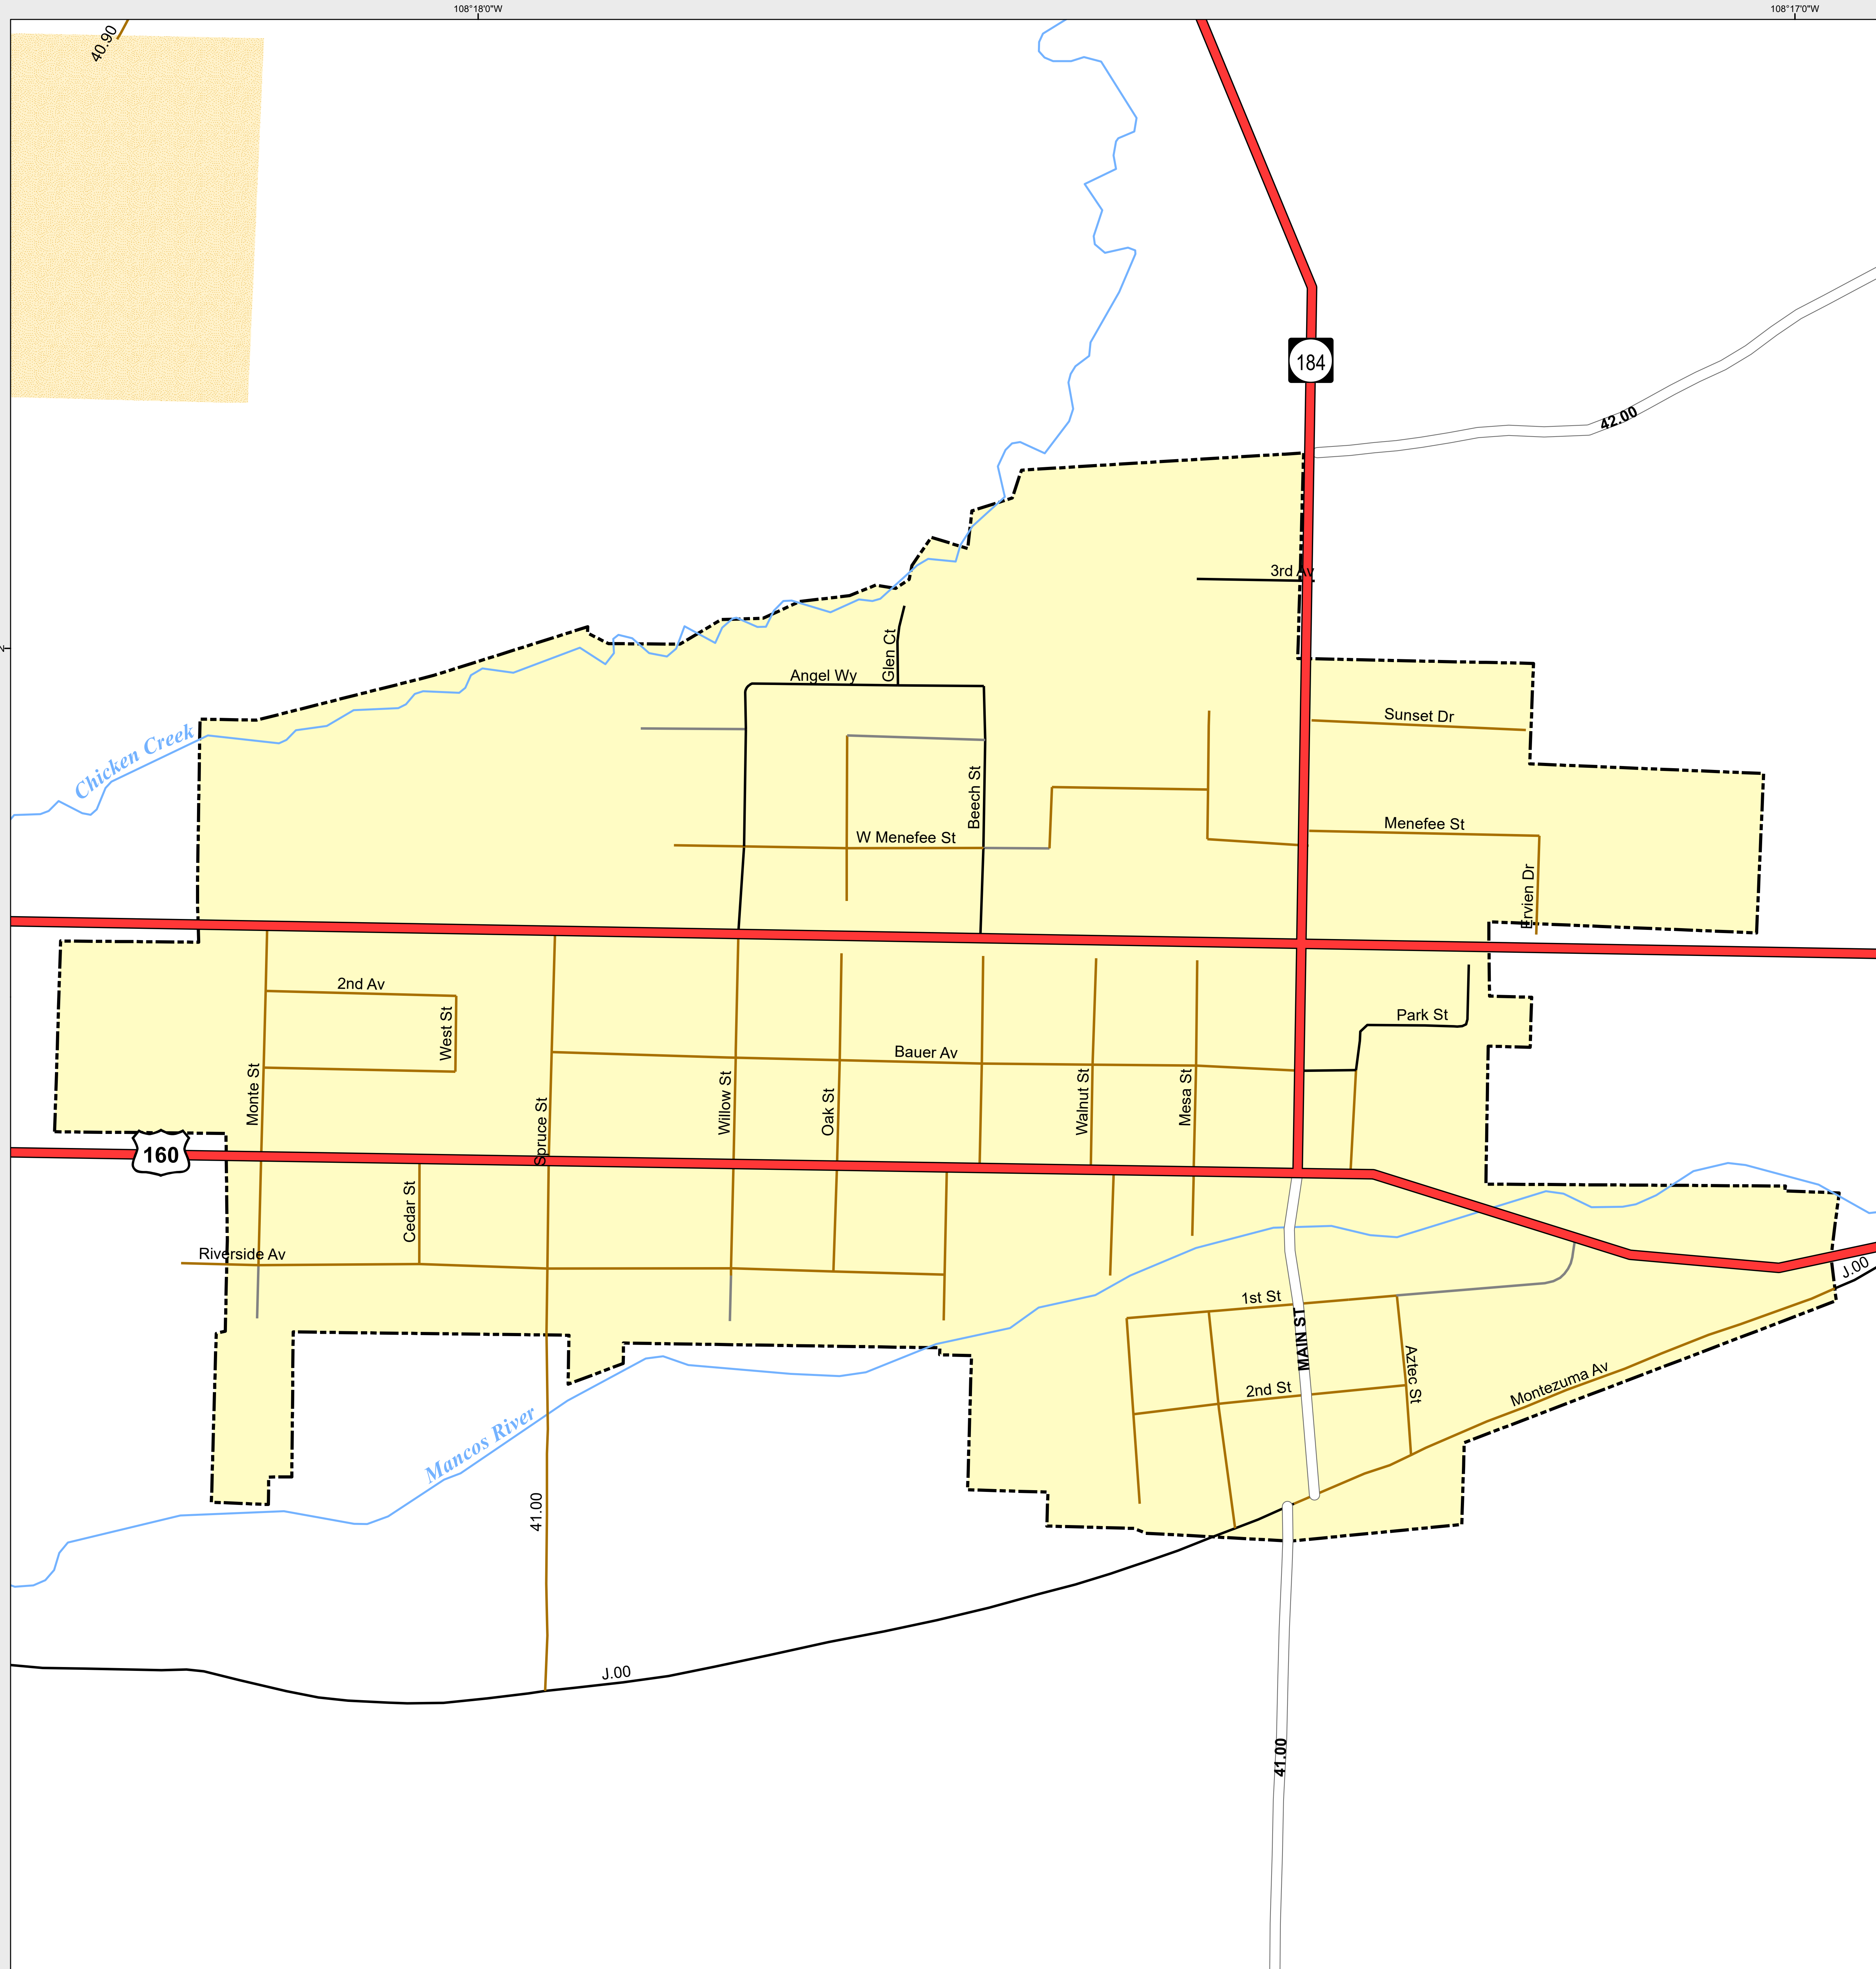 108°18'0"W
108°17'0"W
40.90
184
42.00
3rd Av
Glen Ct
Angel Wy
Sunset Dr
Chicken Creek
Beech St
W Menefee St
Menefee St
Ervien Dr
2nd Av
West St
Park St
Bauer Av
Monte St
Spruce St
Willow St
Oak St
Walnut St
Mesa St
160
Cedar St
Riverside Av
J.00
1st St
MAIN ST
Aztec St
2nd St
Montezuma Av
Mancos River
41.00
J.00
41.00